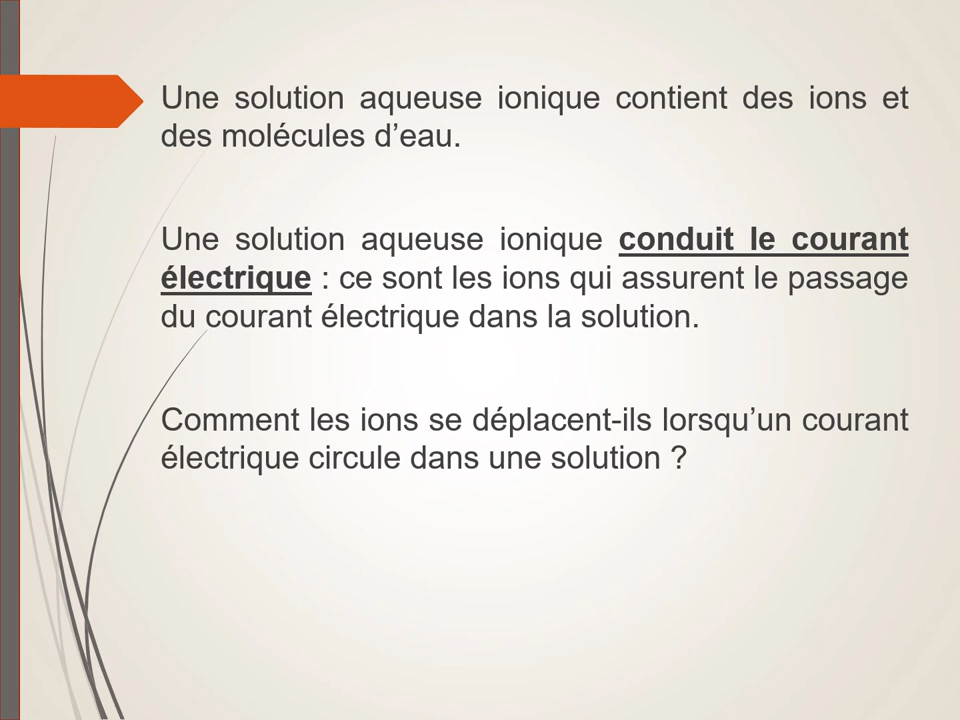 Une solution aqueuse ionique contient des ions et
des molécules d’eau.
Une solution aqueuse ionique conduit le courant
électrique : ce sont les ions qui assurent le passage
du courant électrique dans la solution.
Comment les ions se déplacent-ils lorsqu’un courant
électrique circule dans une solution ?